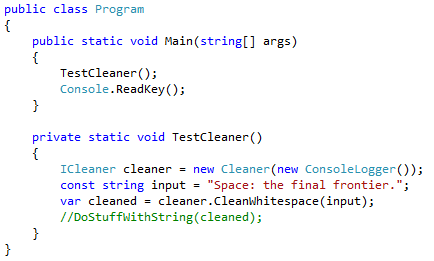 public class Program
{
    public static void Main(string[] args)
    {
        TestCleaner();
        Console.ReadKey();
    }

    private static void TestCleaner()
    {
        ICleaner cleaner = new Cleaner(new ConsoleLogger());
        const string input = "Space: the final frontier.";
        var cleaned = cleaner.CleanWhitespace(input);
        //DoStuffWithString(cleaned);
    }
}